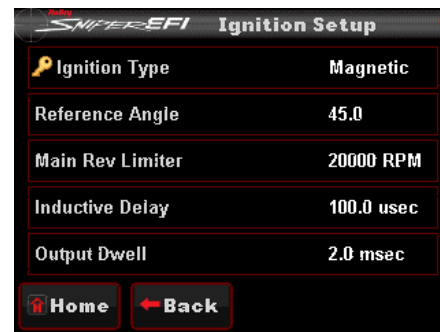 Holley
SNIPER EFI Ignition Setup
Ignition Type Magnetic
Reference Angle 45.0
Main Rev Limiter 20000 RPM
Inductive Delay 100.0 usec
Output Dwell 2.0 msec
Home Back